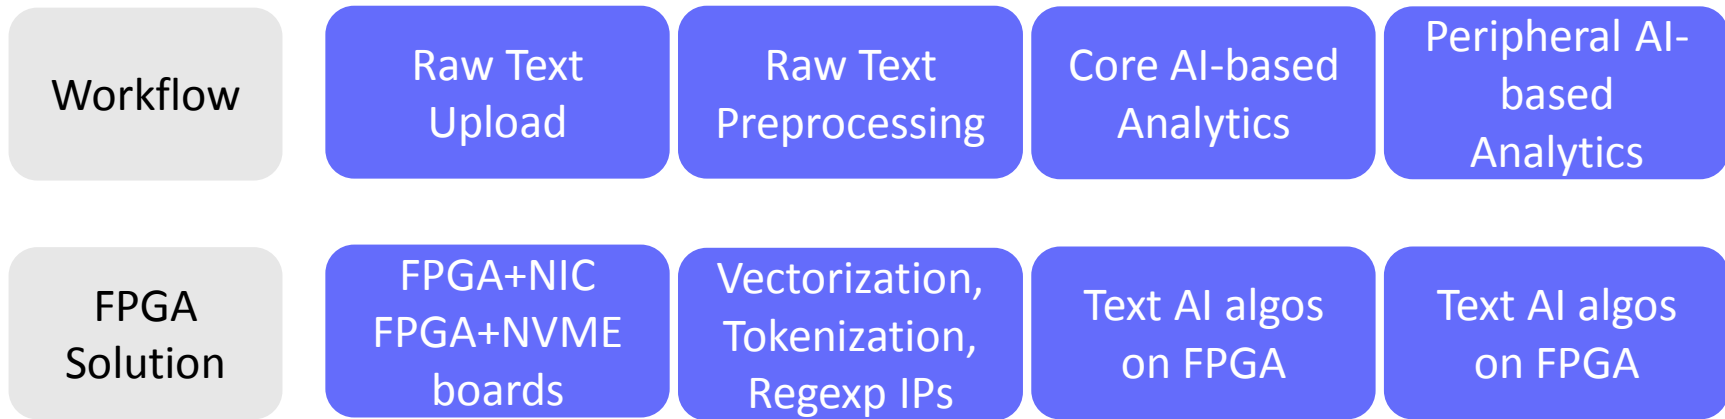 Workflow
Raw Text
Upload
Raw Text
Preprocessing
Core AI-based
Analytics
Peripheral AI-
based
Analytics
FPGA
Solution
FPGA+NIC
FPGA+NVME
boards
Vectorization,
Tokenization,
Regexp IPs
Text AI algos
on FPGA
Text AI algos
on FPGA